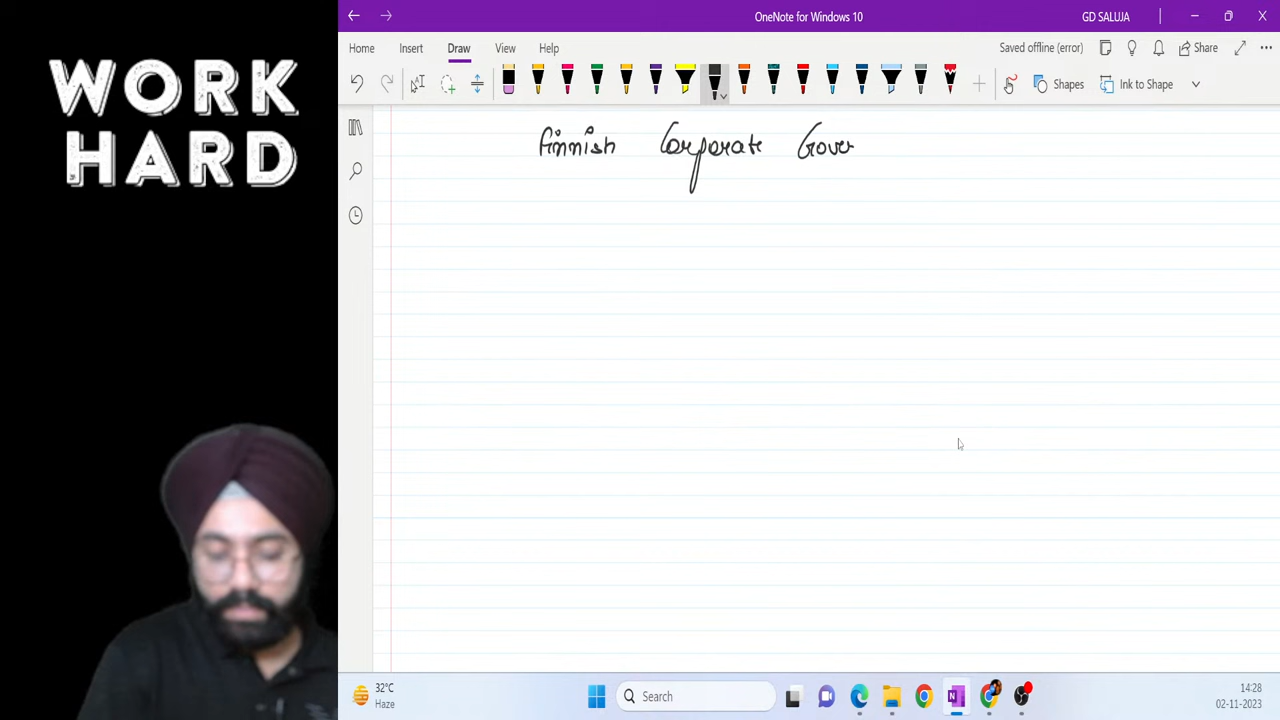 WORK
HARD
OneNote for Windows 10
GD SALUJA
Home
Insert
Draw
View
Help
Saved offline (error)
Share
Shapes
Ink to Shape
Finnish Corporate Gover
32°C
Haze
Search
14:28
02-11-2023